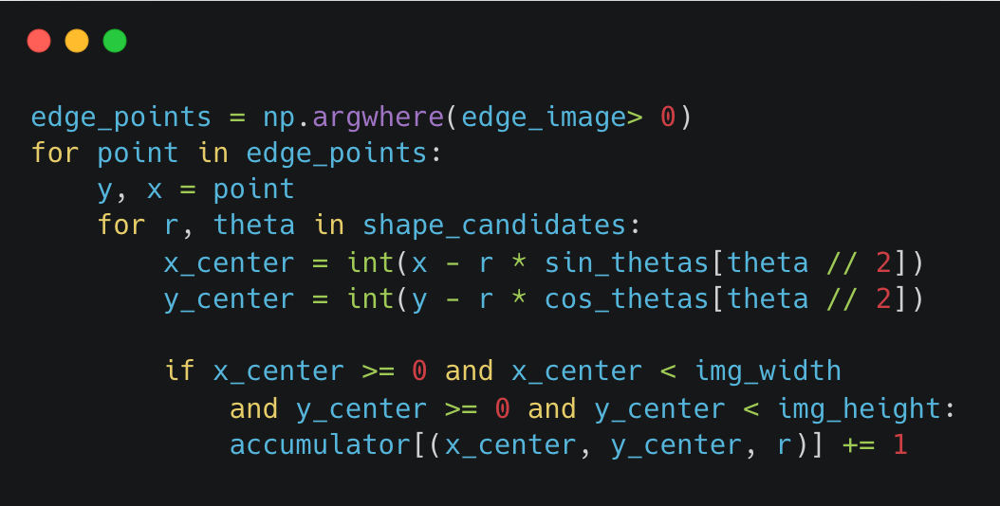 edge_points = np.argwhere(edge_image> 0)
for point in edge_points:
    y, x = point
    for r, theta in shape_candidates:
        x_center = int(x - r * sin_thetas[theta // 2])
        y_center = int(y - r * cos_thetas[theta // 2])

        if x_center >= 0 and x_center < img_width
            and y_center >= 0 and y_center < img_height:
            accumulator[(x_center, y_center, r)] += 1